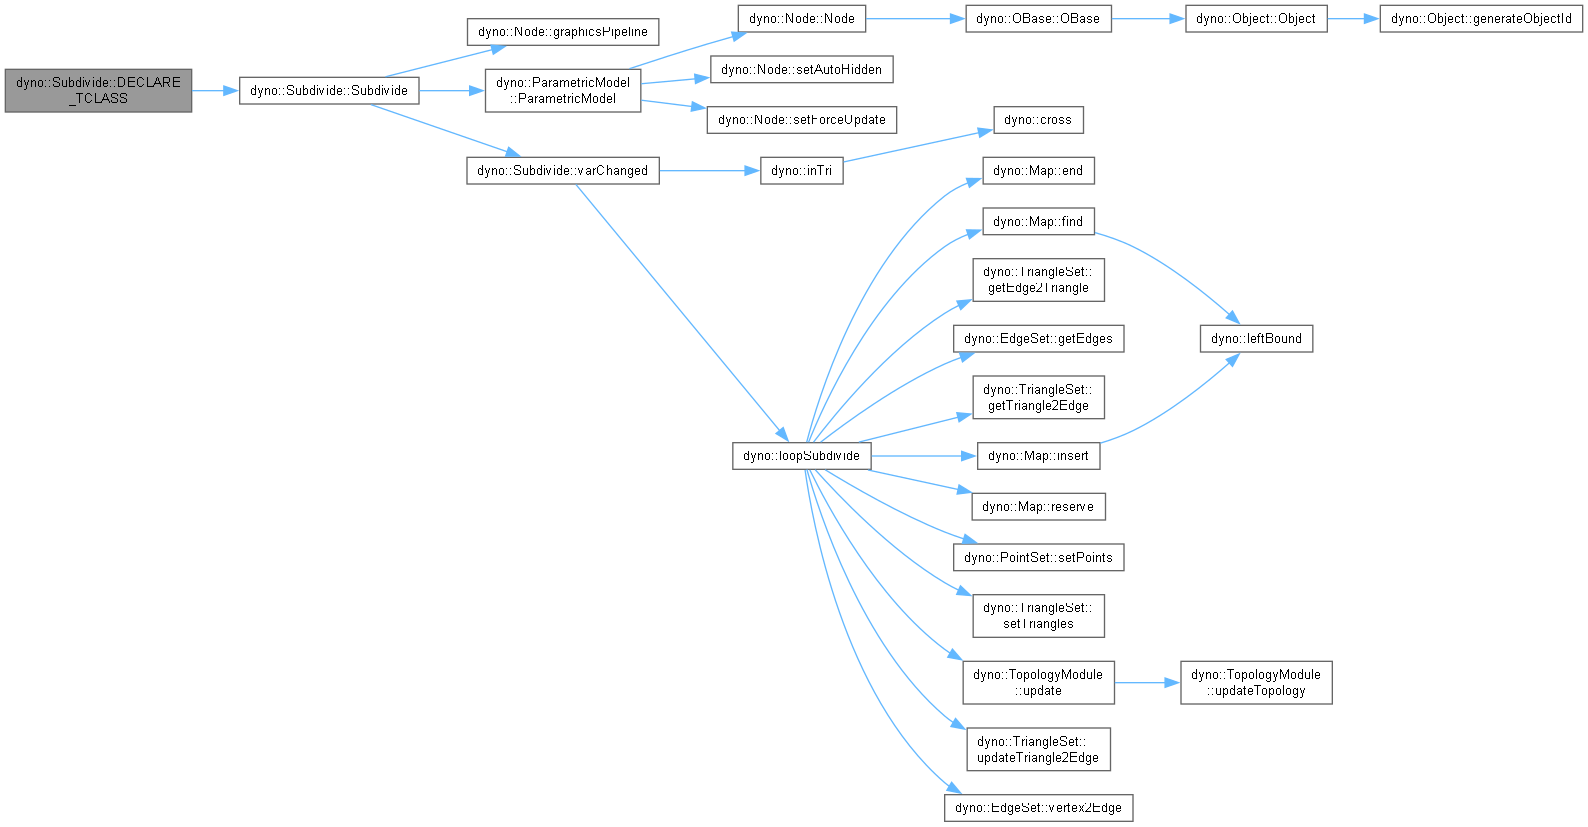 dyno::Subdivide::DECLARE
_TCLASS
dyno::Subdivide::Subdivide
dyno::Node::graphicsPipeline
dyno::ParametricModel
::ParametricModel
dyno::Subdivide::varChanged
dyno::Node::Node
dyno::Node::setAutoHidden
dyno::Node::setForceUpdate
dyno::inTri
dyno::loopSubdivide
dyno::OBase::OBase
dyno::Object::Object
dyno::Object::generateObjectId
dyno::cross
dyno::Map::end
dyno::Map::find
dyno::TriangleSet::
getEdge2Triangle
dyno::EdgeSet::getEdges
dyno::TriangleSet::
getTriangle2Edge
dyno::Map::insert
dyno::Map::reserve
dyno::PointSet::setPoints
dyno::TriangleSet::
setTriangles
dyno::TopologyModule
::update
dyno::TriangleSet::
updateTriangle2Edge
dyno::EdgeSet::vertex2Edge
dyno::leftBound
dyno::TopologyModule
::updateTopology